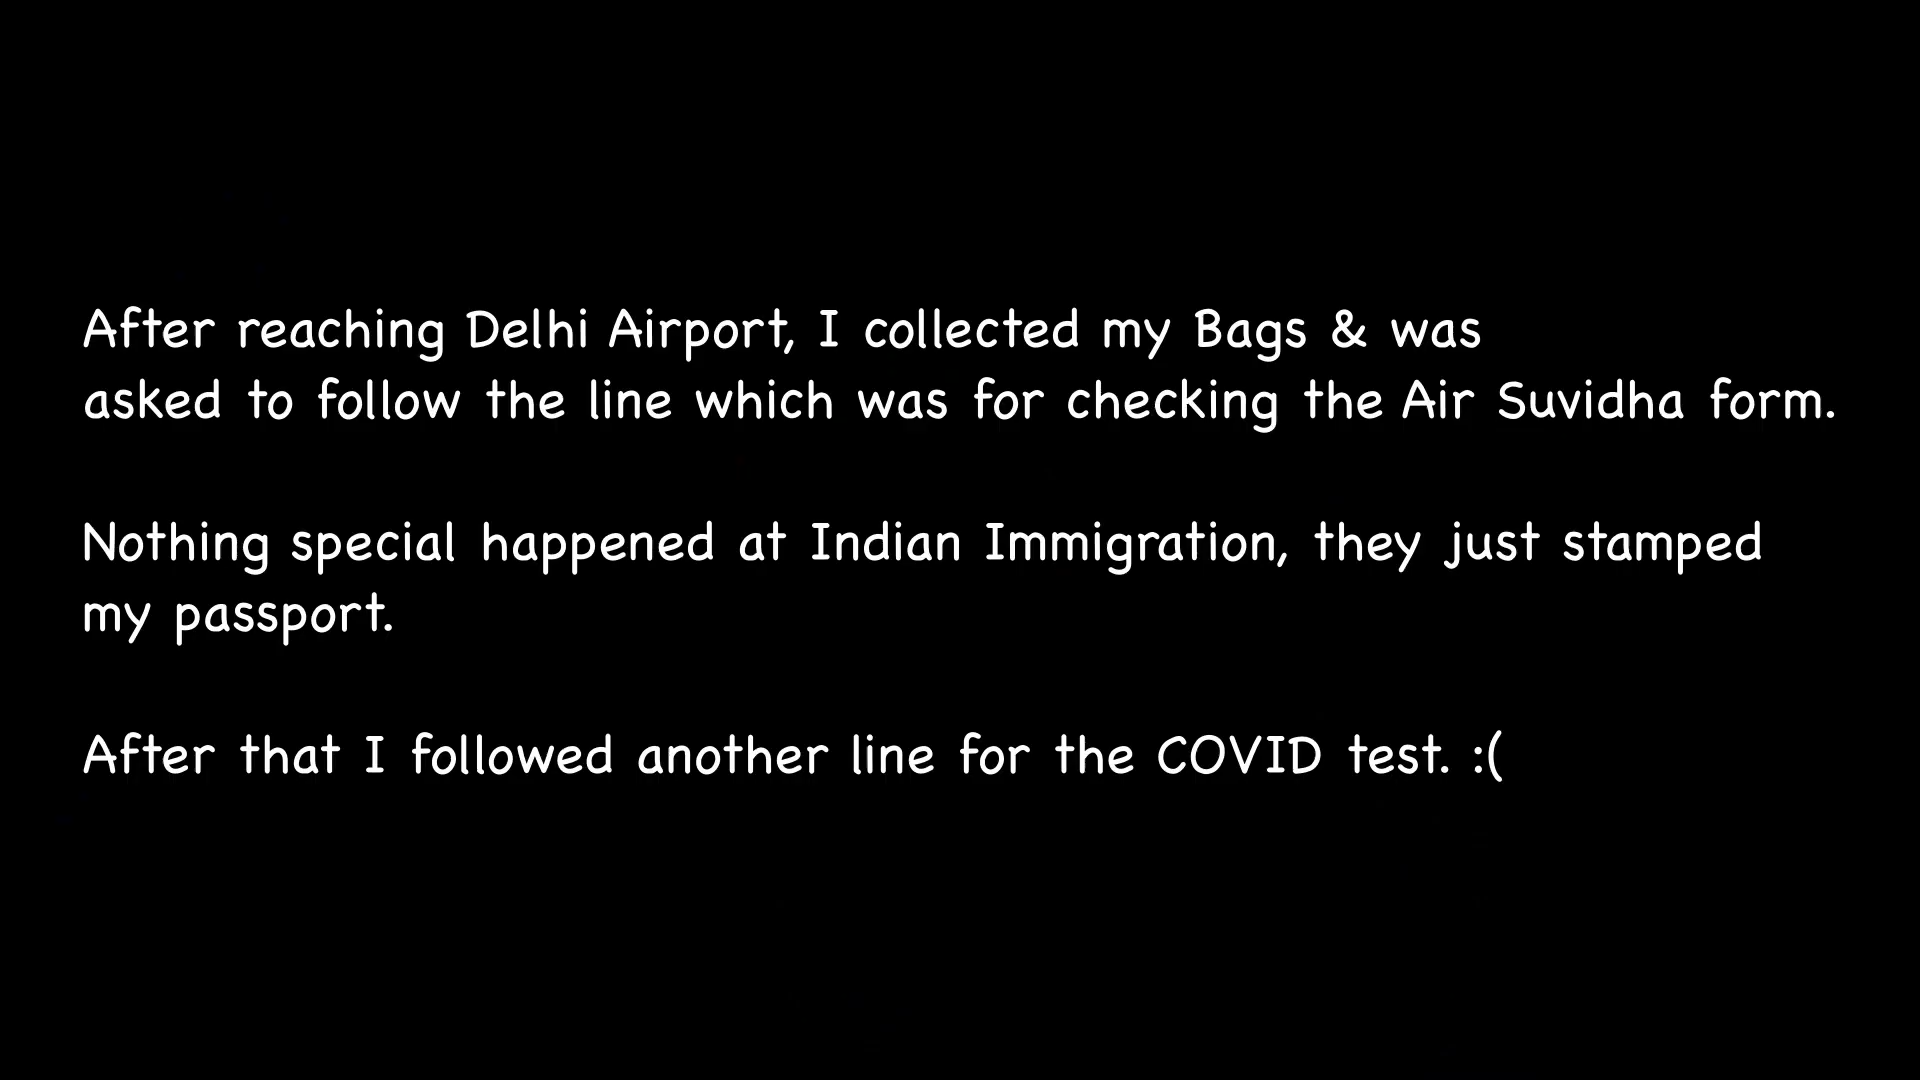 After reaching Delhi Airport, I collected my Bags & was
asked to follow the line which was for checking the Air Suvidha form.
Nothing special happened at Indian Immigration, they just stamped
my passport.
After that I followed another line for the COVID test. :(